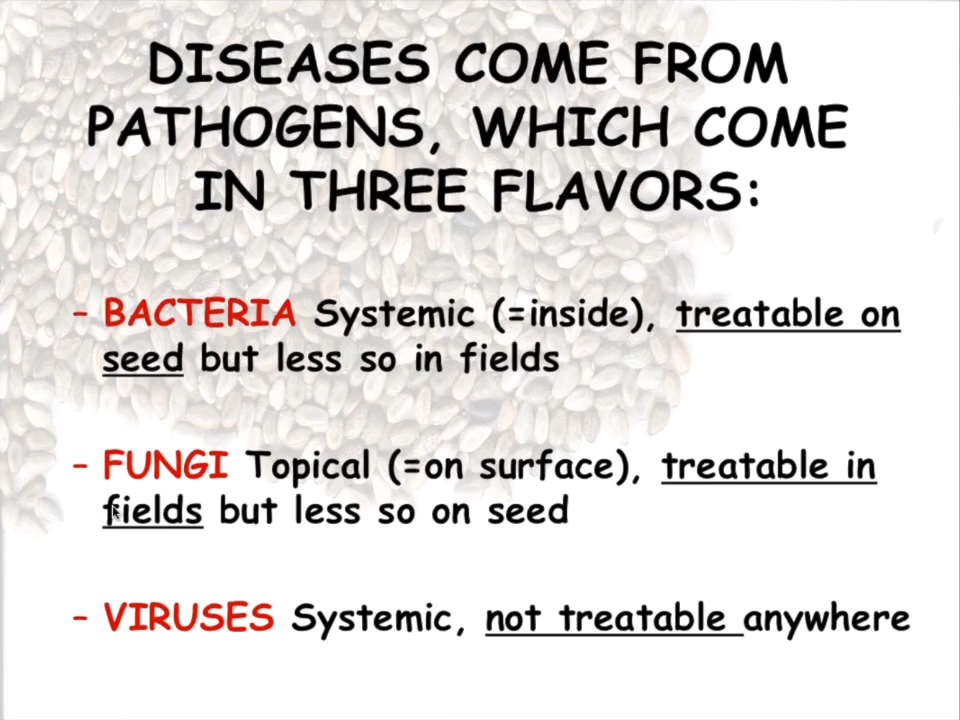 DISEASES COME FROM
PATHOGENS, WHICH COME
IN THREE FLAVORS:
– BACTERIA Systemic (=inside), treatable on
seed but less so in fields
– FUNGI Topical (=on surface), treatable in
fields but less so on seed
– VIRUSES Systemic, not treatable anywhere